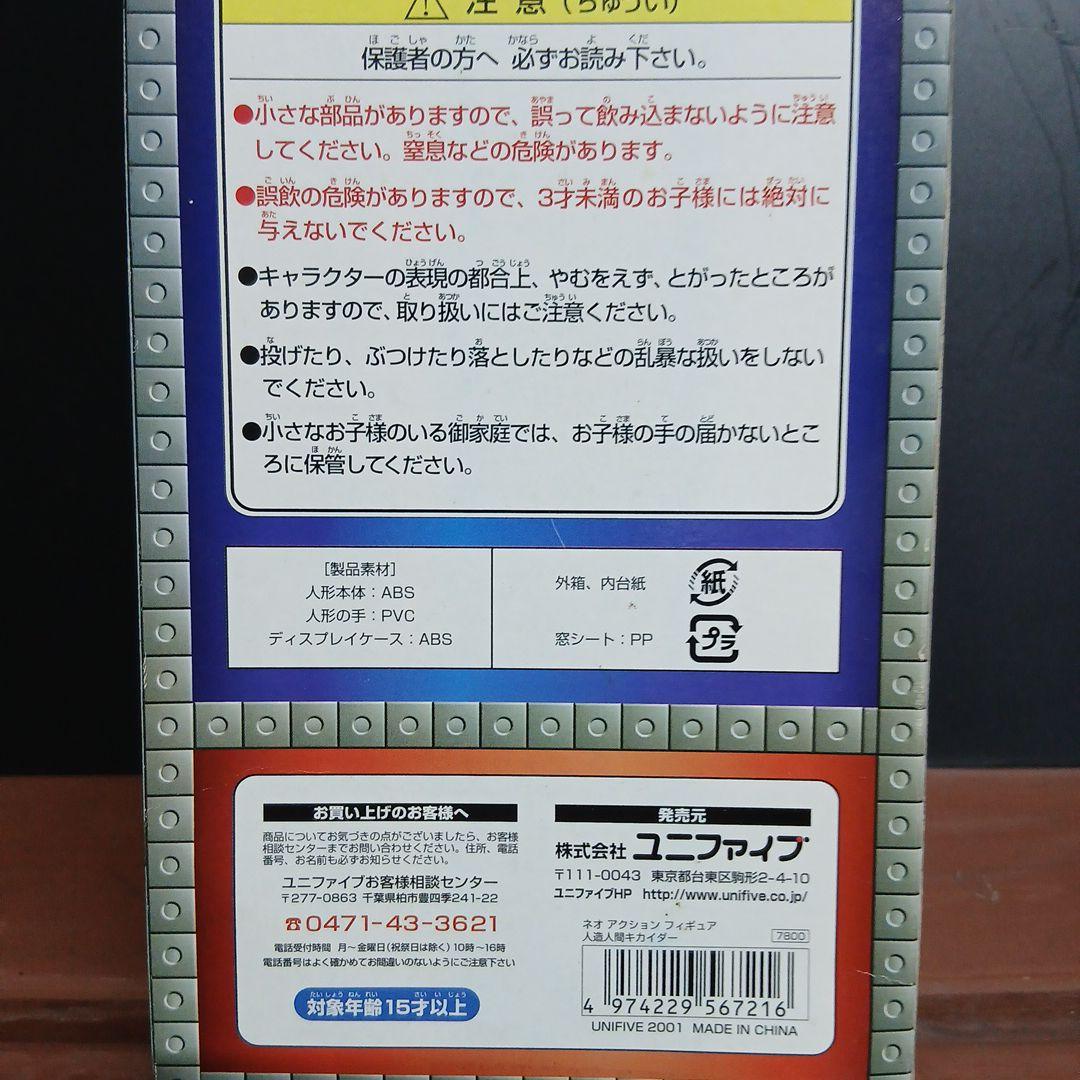 注意(ちゅうい)
保護者の方へ 必ずお読み下さい。
●小さな部品がありますので、誤って飲み込まないように注意
してください。窒息などの危険があります。
●誤飲の危険がありますので、3才未満のお子様には絶対に
与えないでください。
●キャラクターの表現の都合上、やむをえず、とがったところが
ありますので、取り扱いにはご注意ください。
●投げたり、ぶつけたり落としたりなどの乱暴な扱いをしない
でください。
●小さなお子様のいる御家庭では、お子様の手の届かないとこ
ろに保管してください。
[製品素材]
人形本体:ABS
人形の手:PVC
ディスプレイケース:ABS
外箱、内台紙
紙
窓シート:PP
プラ
お買い上げのお客様へ
商品についてお気づきの点がございましたら、お客様
相談センターまでお問い合わせください。住所、電話
番号、お名前も必ずお知らせください。
ユニファイブお客様相談センター
〒277-0863 千葉県柏市豊四季241-22
☎0471-43-3621
電話受付時間 月~金曜日(祝祭日は除く)10時~16時
電話番号はよく確かめてお間違いのないようにご注意下さい
対象年齢15才以上
発売元
株式会社 ユニファイブ
〒111-0043 東京都台東区駒形2-4-10
ユニファイブHP http://www.unifive.co.jp/
ネオ アクション フィギュア
人造人間キカイダー
7800
4 974229 567216
UNIFIVE 2001 MADE IN CHINA